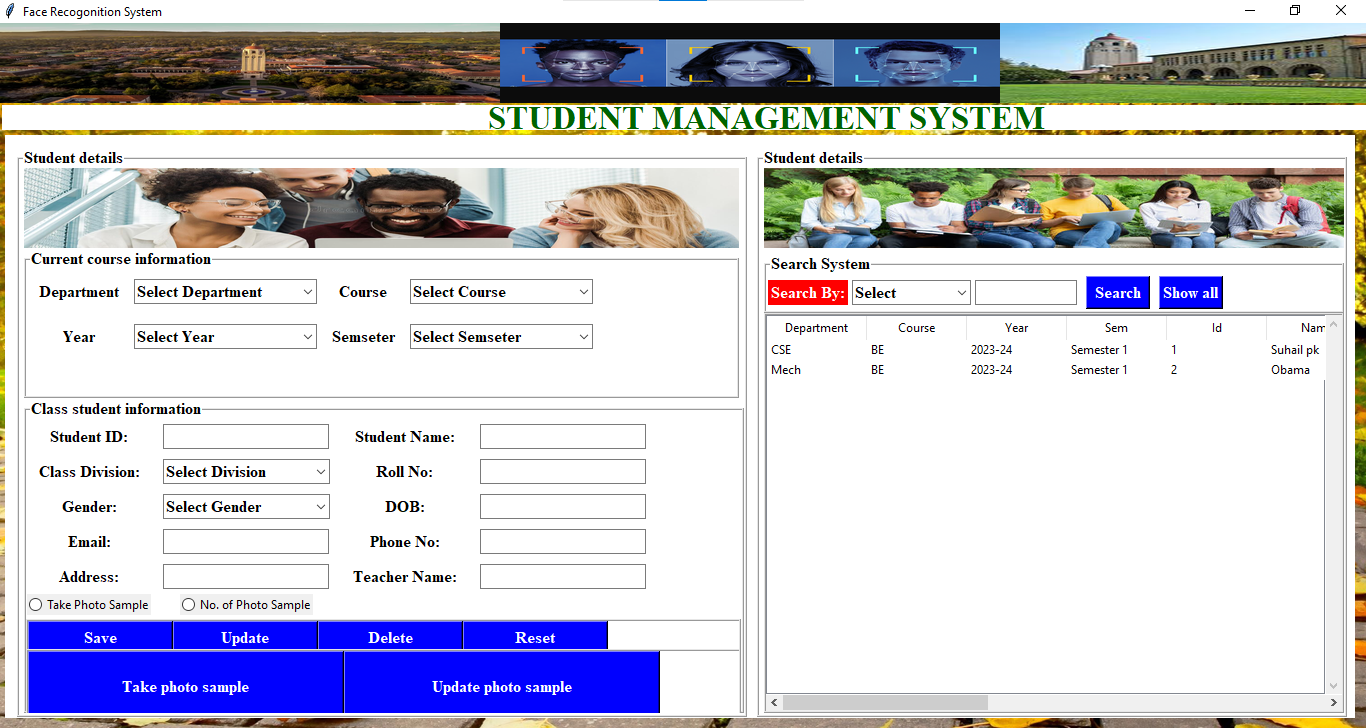 Face Recogonition System
STUDENT MANAGEMENT SYSTEM
Student details
Current course information
Department Select Department Course Select Course
Year Select Year Semseter Select Semseter
Class student information
Student ID: Student Name:
Class Division: Select Division Roll No:
Gender: Select Gender DOB:
Email: Phone No:
Address: Teacher Name:
Take Photo Sample No. of Photo Sample
Save Update Delete Reset
Take photo sample Update photo sample
Student details
Search System
Search By: Select Search Show all
Department Course Year Sem Id Nam
CSE BE 2023-24 Semester 1 1 Suhail pk
Mech BE 2023-24 Semester 1 2 Obama